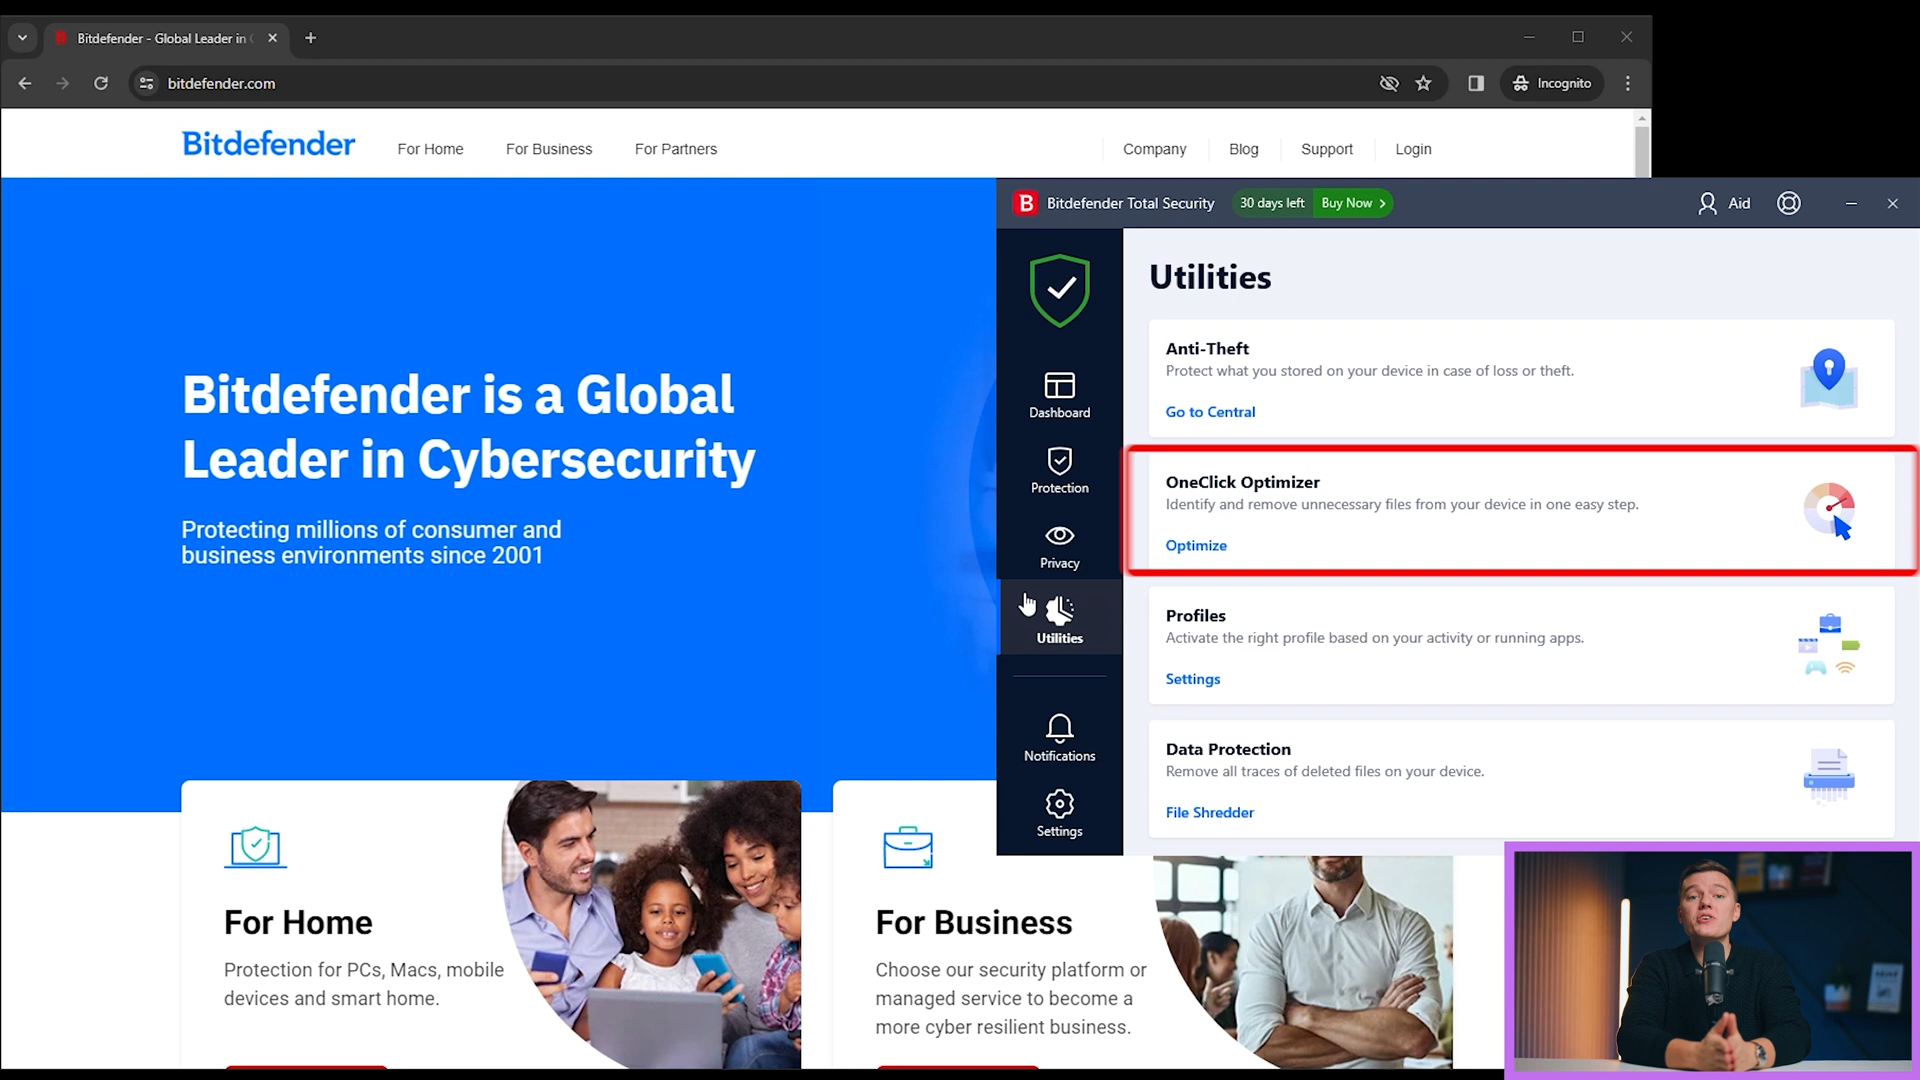 Bitdefender - Global Leader in
bitdefender.com
Incognito
Bitdefender
For Home
For Business
For Partners
Company
Blog
Support
Login
Bitdefender is a Global
Leader in Cybersecurity
Protecting millions of consumer and
business environments since 2001
B
Bitdefender Total Security
30 days left
Buy Now
Aid
Dashboard
Protection
Privacy
Utilities
Notifications
Settings
Utilities
Anti-Theft
Protect what you stored on your device in case of loss or theft.
Go to Central
OneClick Optimizer
Identify and remove unnecessary files from your device in one easy step.
Optimize
Profiles
Activate the right profile based on your activity or running apps.
Settings
Data Protection
Remove all traces of deleted files on your device.
File Shredder
For Home
Protection for PCs, Macs, mobile
devices and smart home.
For Business
Choose our security platform or
managed service to become a
more cyber resilient business.